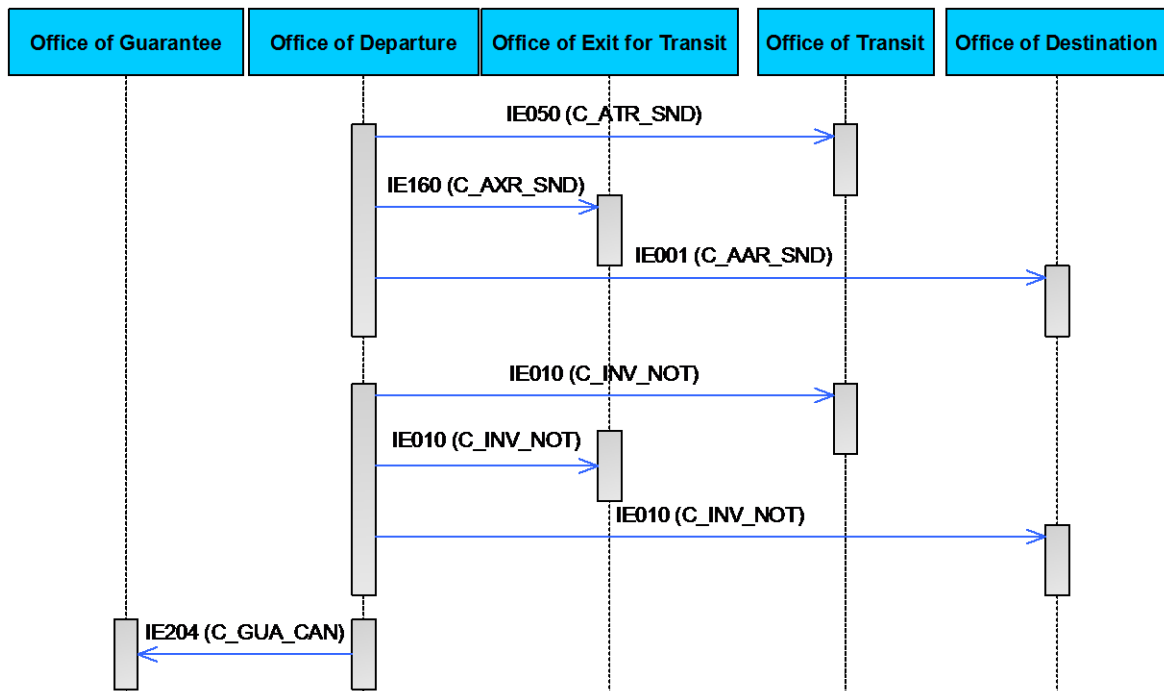 Office of Guarantee
Office of Departure
Office of Exit for Transit
Office of Transit
Office of Destination
IE050 (C_ATR_SND)
IE160 (C_AXR_SND)
IE001 (C_AAR_SND)
IE010 (C_INV_NOT)
IE010 (C_INV_NOT)
IE010 (C_INV_NOT)
IE204 (C_GUA_CAN)